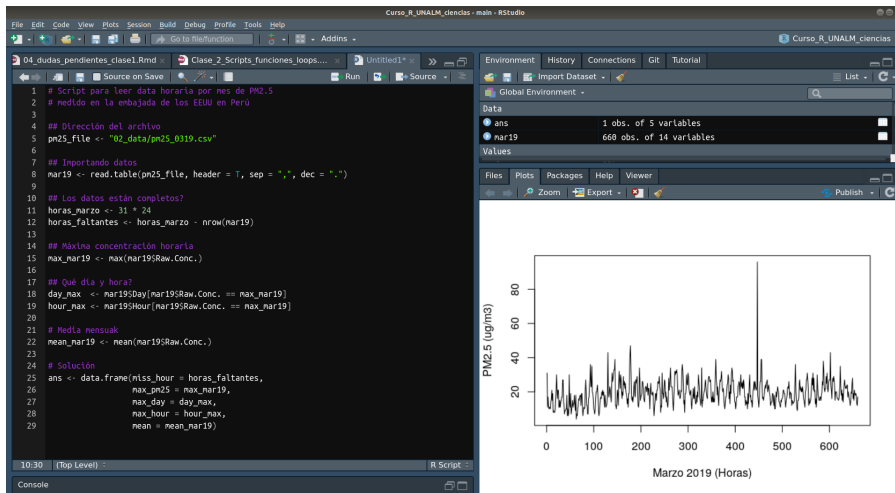 Curso_R_UNALM_ciencias - main - RStudio
File Edit Code View Plots Session Build Debug Profile Tools Help
Go to file/function Addins Curso_R_UNALM_ciencias
04_dudas_pendientes_clase1.Rmd Clase_2_Scripts_funciones_loops.... Untitled1*
Source on Save Run Source
1 # Script para leer data horaria por mes de PM2.5
2 # medido en la embajada de los EEUU en Perú
3
4 ## Dirección del archivo
5 pm25_file <- "02_data/pm25_0319.csv"
6
7 ## Importando datos
8 mar19 <- read.table(pm25_file, header = T, sep = ",", dec = ".")
9
10 ## Los datos están completos?
11 horas_marzo <- 31 * 24
12 horas_faltantes <- horas_marzo - nrow(mar19)
13
14 ## Máxima concentración horaria
15 max_mar19 <- max(mar19$Raw.Conc.)
16
17 ## Qué día y hora?
18 day_max <- mar19$Day[mar19$Raw.Conc. == max_mar19]
19 hour_max <- mar19$Hour[mar19$Raw.Conc. == max_mar19]
20
21 # Media mensuak
22 mean_mar19 <- mean(mar19$Raw.Conc.)
23
24 # Solución
25 ans <- data.frame(miss_hour = horas_faltantes,
26 max_pm25 = max_mar19,
27 max_day = day_max,
28 max_hour = hour_max,
29 mean = mean_mar19)
10:30 (Top Level) R Script
Console
Environment History Connections Git Tutorial
Import Dataset List
Global Environment
Data
ans 1 obs. of 5 variables
mar19 660 obs. of 14 variables
Values
Files Plots Packages Help Viewer
Zoom Export Publish
PM2.5 (ug/m3)
80
60
40
20
0 100 200 300 400 500 600
Marzo 2019 (Horas)